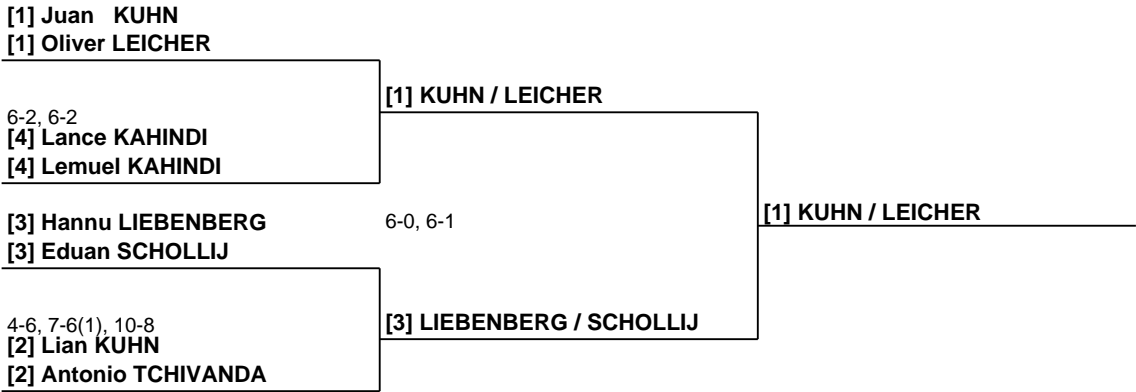 [1] Juan   KUHN
[1] Oliver LEICHER
[1] KUHN / LEICHER
6-2, 6-2
[4] Lance KAHINDI
[4] Lemuel KAHINDI
[1] KUHN / LEICHER
[3] Hannu LIEBENBERG
6-0, 6-1
[3] Eduan SCHOLLIJ
[3] LIEBENBERG / SCHOLLIJ
4-6, 7-6(1), 10-8
[2] Lian KUHN
[2] Antonio TCHIVANDA